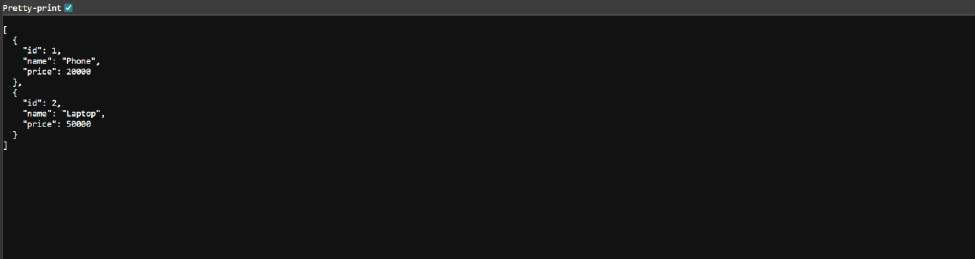 Pretty-print
[
  {
    "id": 1,
    "name": "Phone",
    "price": 20000
  },
  {
    "id": 2,
    "name": "Laptop",
    "price": 50000
  }
]